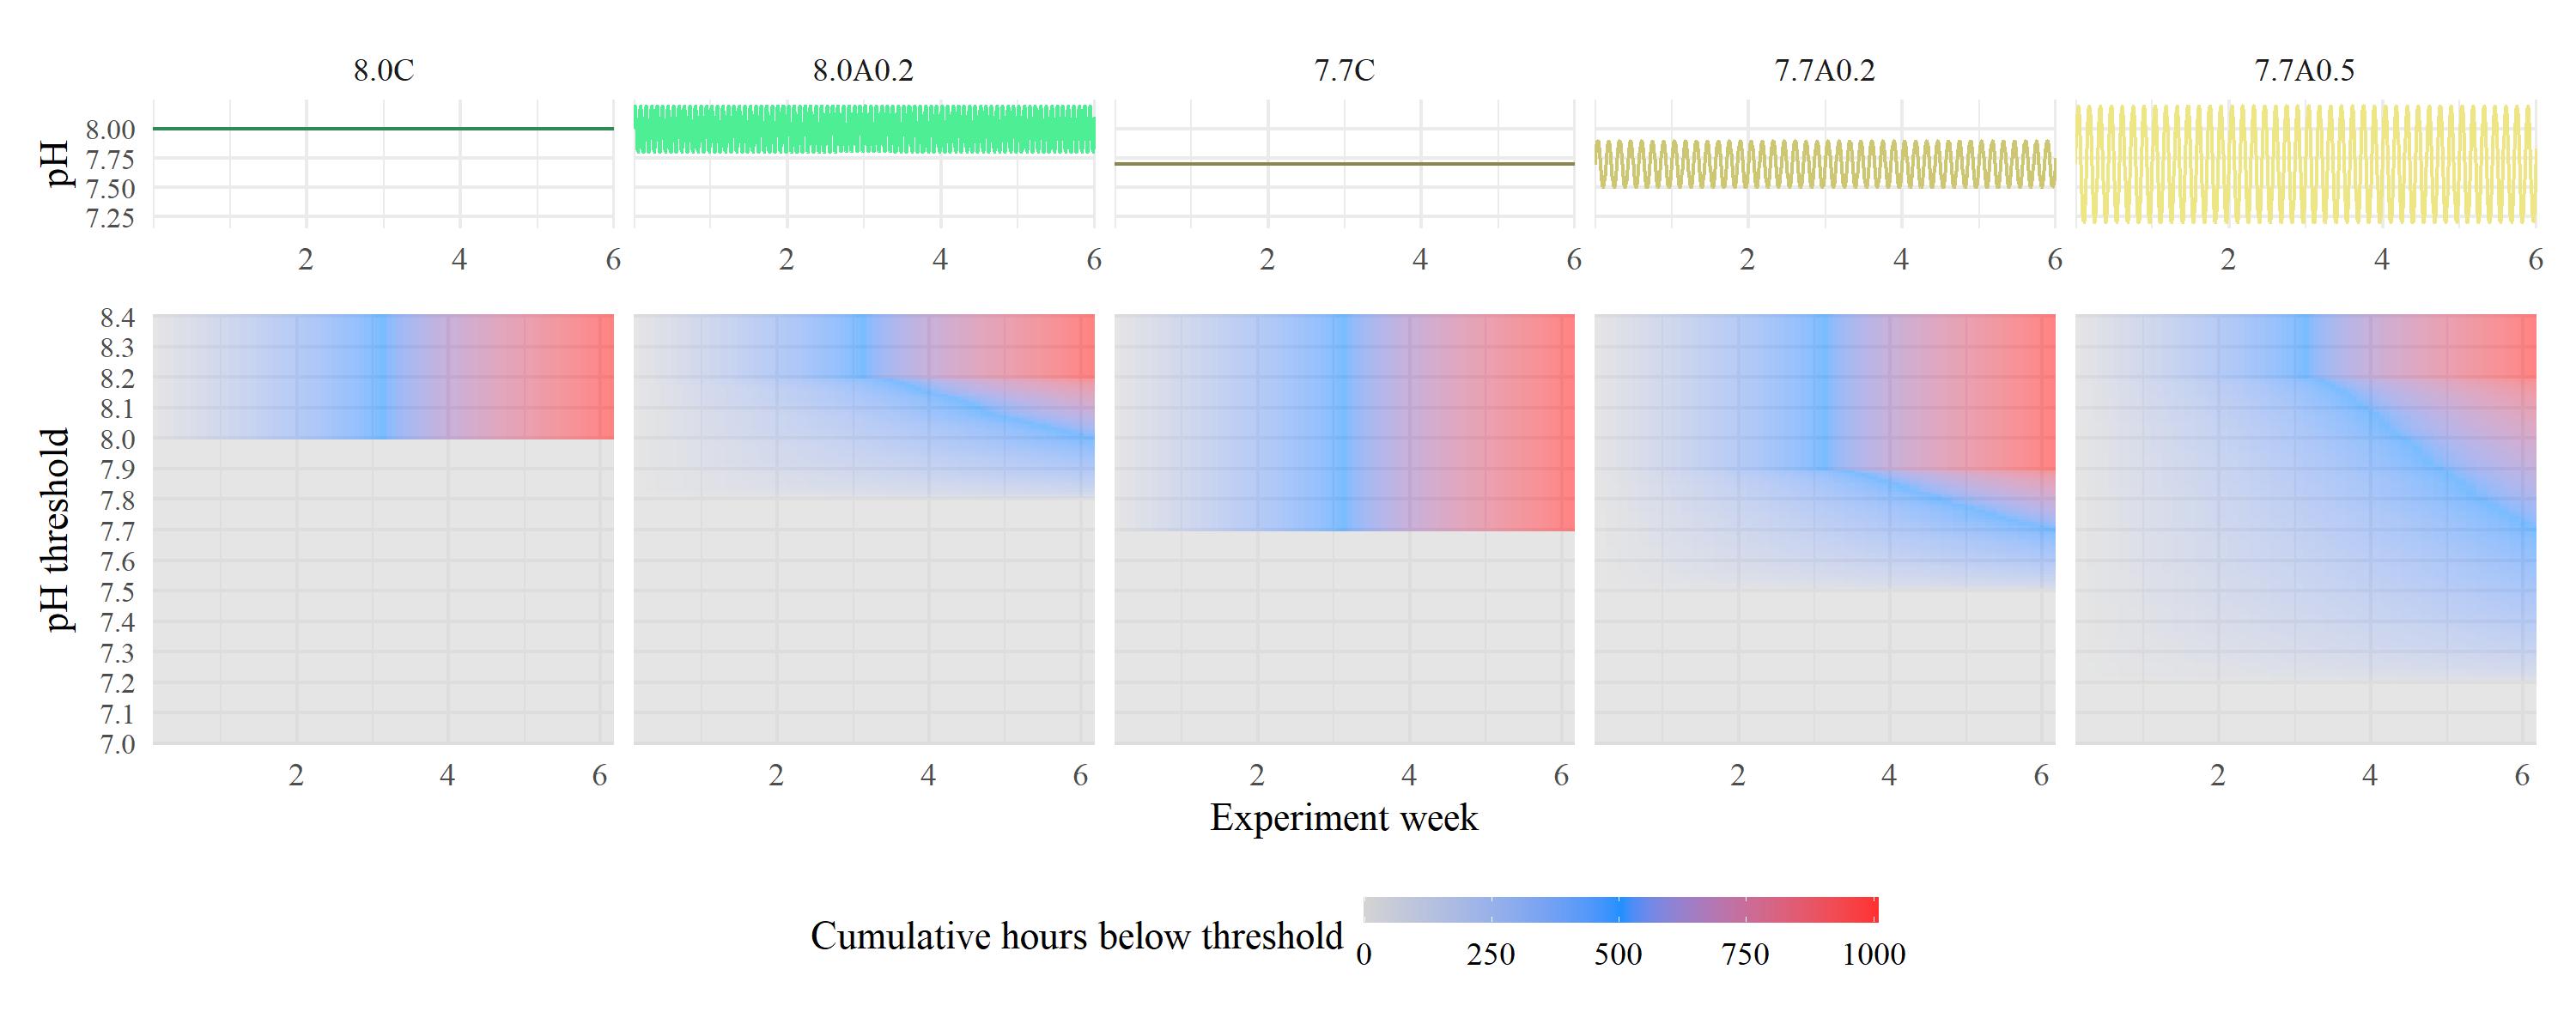 8.0C 8.0A0.2 7.7C 7.7A0.2 7.7A0.5
pH
8.00
7.75
7.50
7.25
2 4 6 2 4 6 2 4 6 2 4 6 2 4 6
pH threshold
8.4
8.3
8.2
8.1
8.0
7.9
7.8
7.7
7.6
7.5
7.4
7.3
7.2
7.1
7.0
2 4 6 2 4 6 2 4 6 2 4 6 2 4 6
Experiment week
Cumulative hours below threshold
0 250 500 750 1000